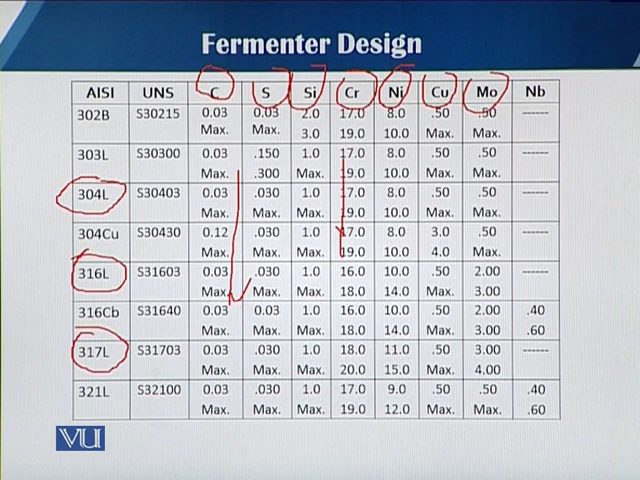 Fermenter Design
AISI UNS C S Si Cr Ni Cu Mo Nb
302B S30215 0.03 0.03 2.0 17.0 8.0 .50 .50 ------
Max. Max. 3.0 19.0 10.0 Max. Max.
303L S30300 0.03 .150 1.0 17.0 8.0 .50 .50 ------
Max. .300 Max. 19.0 10.0 Max. Max.
304L S30403 0.03 .030 1.0 17.0 8.0 .50 .50 ------
Max. Max. Max. 19.0 10.0 Max. Max.
304Cu S30430 0.12 .030 1.0 17.0 8.0 3.0 .50 ------
Max. Max. Max. 19.0 10.0 4.0 Max.
316L S31603 0.03 .030 1.0 16.0 10.0 .50 2.00 ------
Max. Max. Max. 18.0 14.0 Max. 3.00
316Cb S31640 0.03 0.03 1.0 16.0 10.0 .50 2.00 .40
Max. Max. Max. 18.0 14.0 Max. 3.00 .60
317L S31703 0.03 .030 1.0 18.0 11.0 .50 3.00 ------
Max. Max. Max. 20.0 15.0 Max. 4.00
321L S32100 0.03 .030 1.0 17.0 9.0 .50 .50 .40
Max. Max. Max. 19.0 12.0 Max. Max. .60
VU